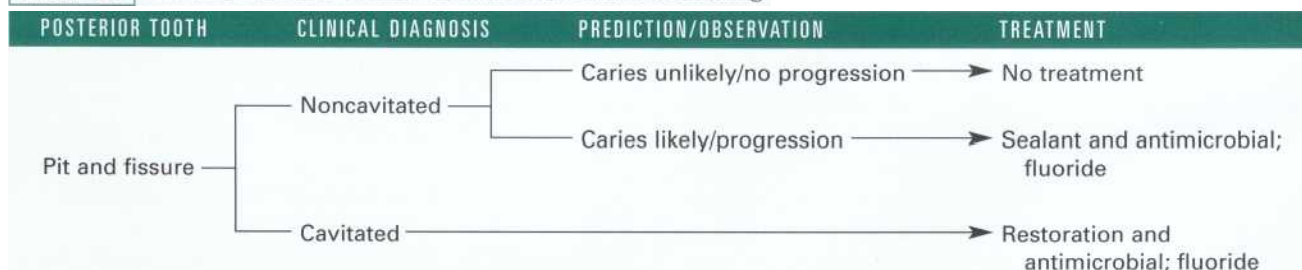 POSTERIOR TOOTH CLINICAL DIAGNOSIS PREDICTION/OBSERVATION TREATMENT
Caries unlikely/no progression No treatment
Noncavitated
Caries likely/progression Sealant and antimicrobial;
fluoride
Pit and fissure
Cavitated Restoration and
antimicrobial; fluoride